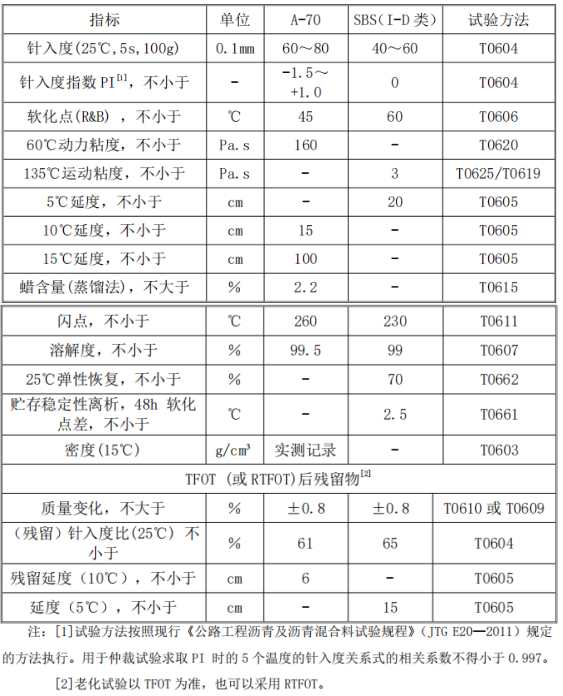 指标 单位 A-70 SBS(I-D 类) 试验方法
针入度(25℃,5s,100g) 0.1mm 60～80 40～60 T0604
针入度指数 PI[1]，不小于 - -1.5～ 0 T0604
+1.0
软化点(R&B) ，不小于 ℃ 45 60 T0606
60℃动力粘度，不小于 Pa.s 160 - T0620
135℃运动粘度，不小于 Pa.s - 3 T0625/T0619
5℃延度，不小于 cm - 20 T0605
10℃延度，不小于 cm 15 - T0605
15℃延度，不小于 cm 100 - T0605
蜡含量(蒸馏法)，不大于 % 2.2 - T0615
闪点，不小于 ℃ 260 230 T0611
溶解度，不小于 % 99.5 99 T0607
25℃弹性恢复，不小于 % - 70 T0662
贮存稳定性离析，48h 软化
点差，不小于 ℃ - 2.5 T0661
密度(15℃) g/cm³ 实测记录 - T0603
TFOT (或 RTFOT)后残留物[2]
质量变化，不大于 % ±0.8 ±0.8 T0610 或 T0609
（残留）针入度比(25℃) 不
小于 % 61 65 T0604
残留延度（10℃），不小于 cm 6 - T0605
延度（5℃），不小于 cm - 15 T0605
注：[1]试验方法按照现行《公路工程沥青及沥青混合料试验规程》（JTG E20—2011）规定
的方法执行。用于仲裁试验求取 PI 时的 5 个温度的针入度关系式的相关系数不得小于 0.997。
[2]老化试验以 TFOT 为准，也可以采用 RTFOT。